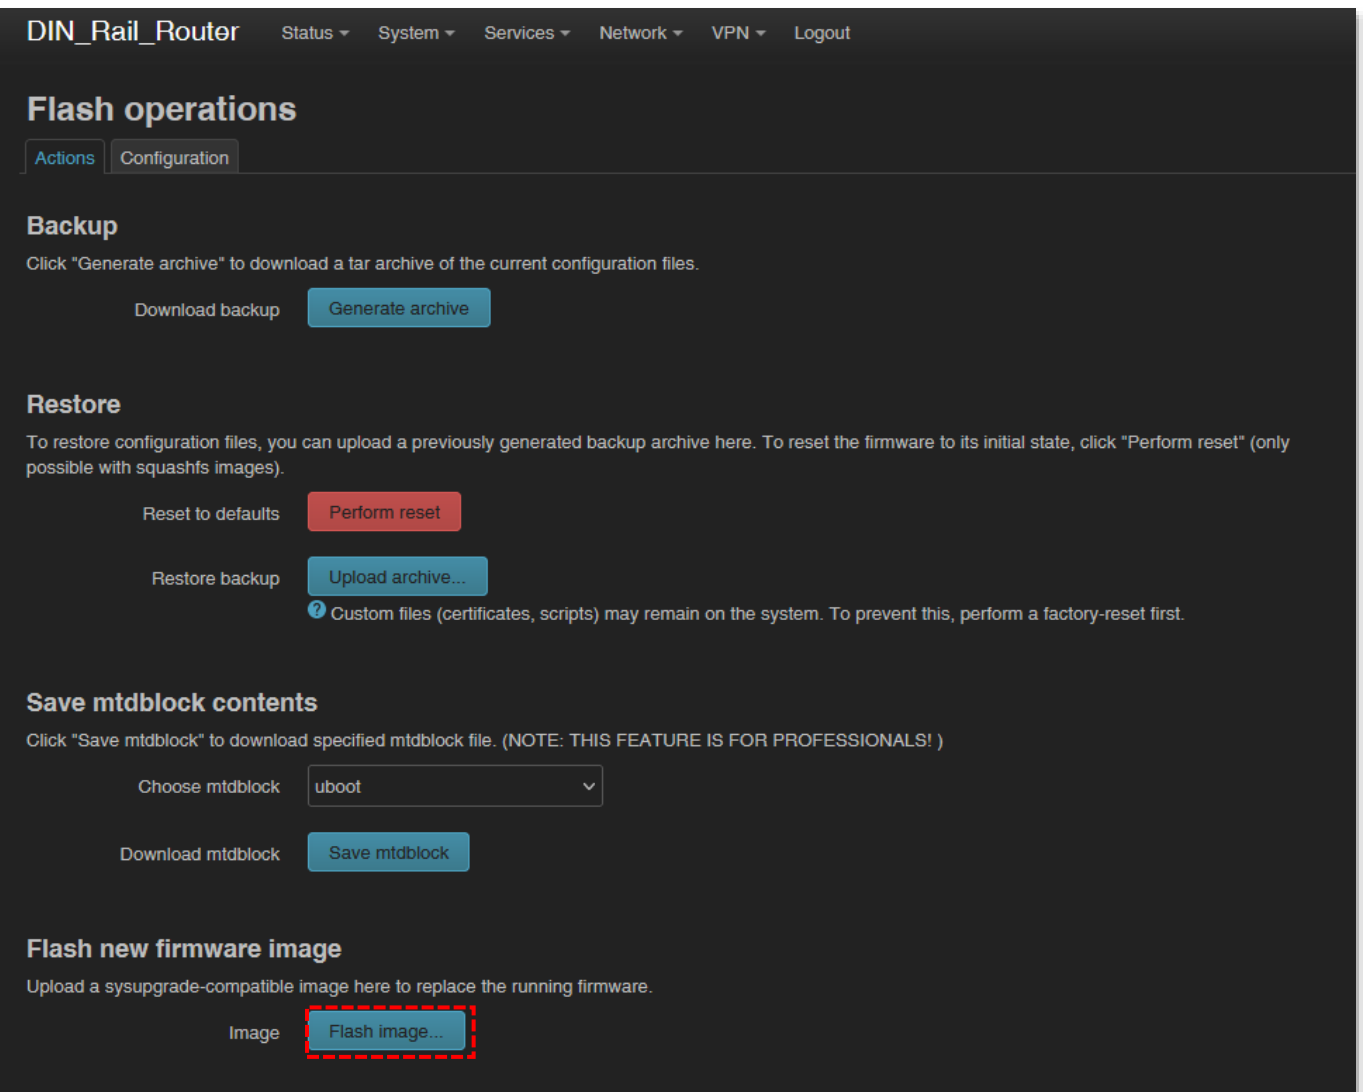 DIN_Rail_Router Status System Services Network VPN Logout
Flash operations
Actions Configuration
Backup
Click "Generate archive" to download a tar archive of the current configuration files.
Download backup Generate archive
Restore
To restore configuration files, you can upload a previously generated backup archive here. To reset the firmware to its initial state, click "Perform reset" (only
possible with squashfs images).
Reset to defaults Perform reset
Restore backup Upload archive...
? Custom files (certificates, scripts) may remain on the system. To prevent this, perform a factory-reset first.
Save mtdblock contents
Click "Save mtdblock" to download specified mtdblock file. (NOTE: THIS FEATURE IS FOR PROFESSIONALS! )
Choose mtdblock uboot
Download mtdblock Save mtdblock
Flash new firmware image
Upload a sysupgrade-compatible image here to replace the running firmware.
Image Flash image...